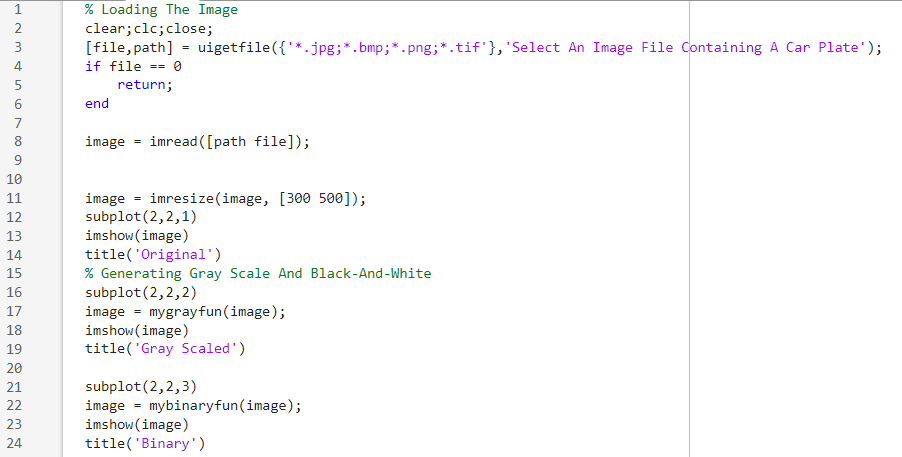 1 % Loading The Image
2 clear;clc;close;
3 [file,path] = uigetfile({'*.jpg;*.bmp;*.png;*.tif'},'Select An Image File Containing A Car Plate');
4 if file == 0
5     return;
6 end
7
8 image = imread([path file]);
9
10
11 image = imresize(image, [300 500]);
12 subplot(2,2,1)
13 imshow(image)
14 title('Original')
15 % Generating Gray Scale And Black-And-White
16 subplot(2,2,2)
17 image = mygrayfun(image);
18 imshow(image)
19 title('Gray Scaled')
20
21 subplot(2,2,3)
22 image = mybinaryfun(image);
23 imshow(image)
24 title('Binary')